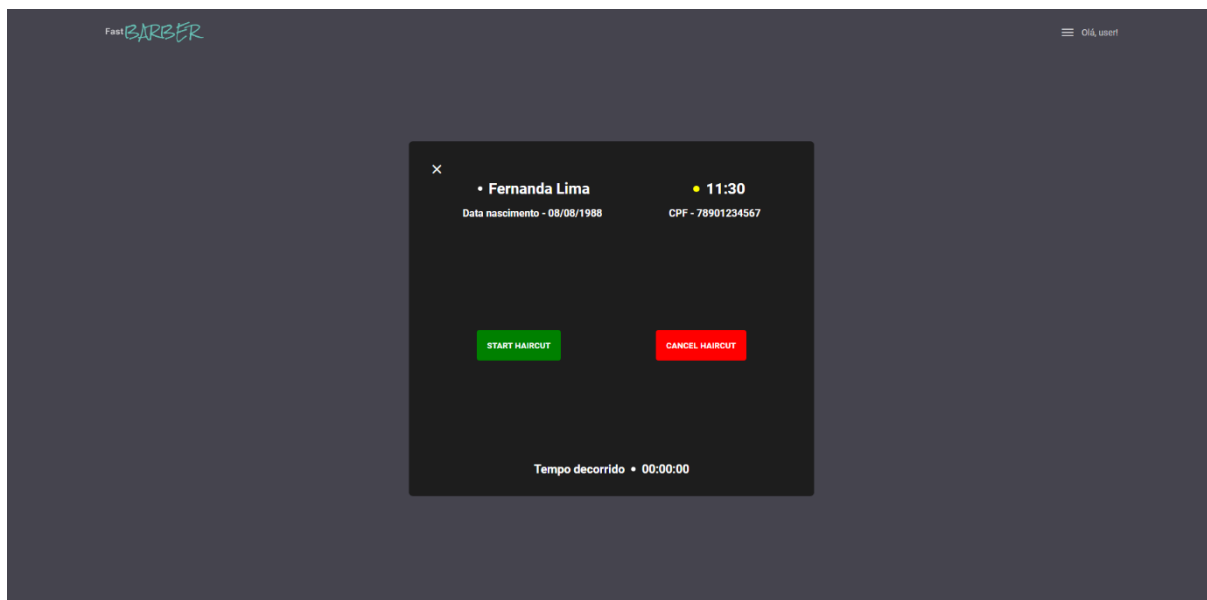 Fast BARBER
Olá, user!
• Fernanda Lima
• 11:30
Data nascimento - 08/08/1988
CPF - 78901234567
START HAIRCUT
CANCEL HAIRCUT
Tempo decorrido • 00:00:00